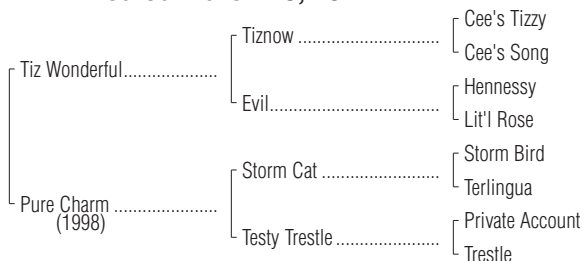 Cee's Tizzy
Tiznow
Cee's Song
Tiz Wonderful
Hennessy
Evil
Lit'l Rose
Storm Bird
Storm Cat
Terlingua
Pure Charm
(1998)
Private Account
Testy Trestle
Trestle